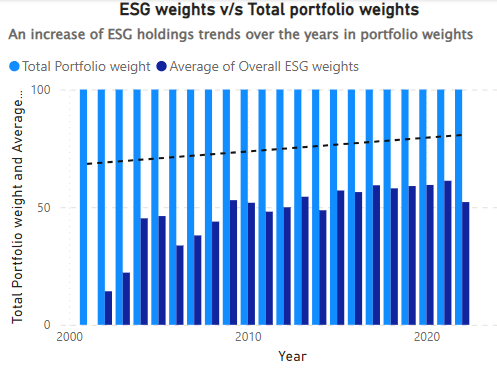 ESG weights v/s Total portfolio weights
An increase of ESG holdings trends over the years in portfolio weights
Total Portfolio weight Average of Overall ESG weights
Total Portfolio weight and Average...
100
50
0
2000 2010 2020
Year